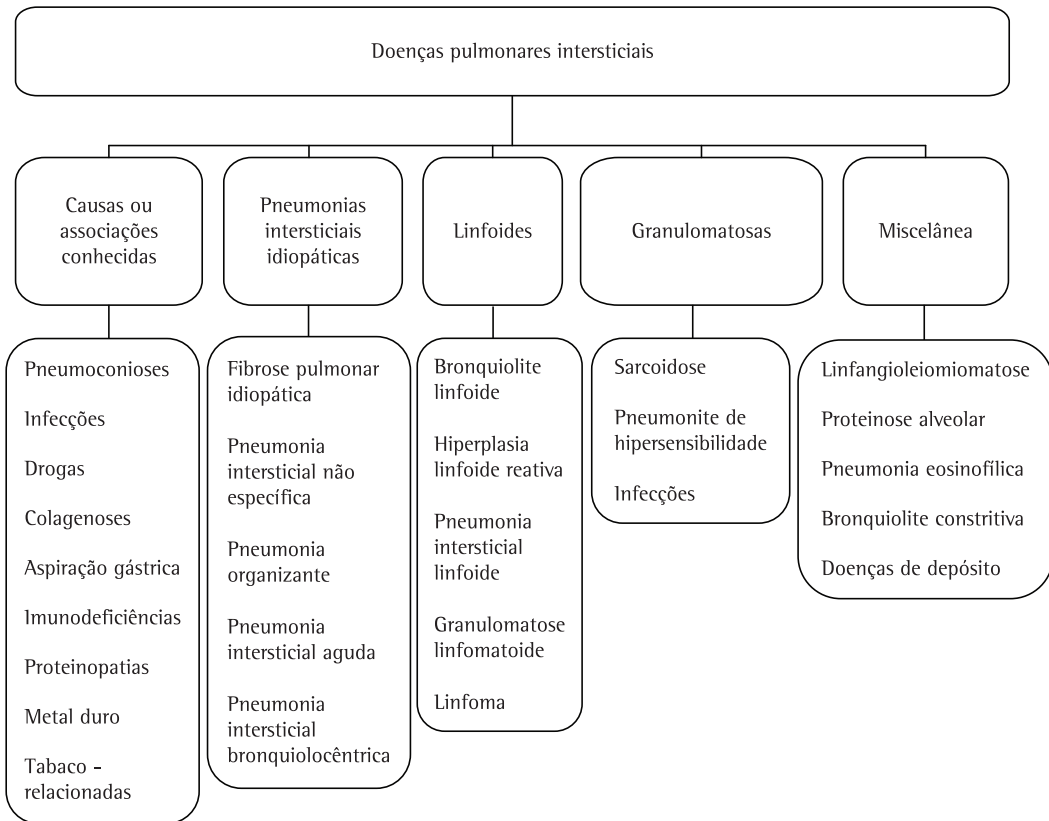 Doenças pulmonares intersticiais
Causas ou
associações
conhecidas
Pneumonias
intersticiais
idiopáticas
Linfoides
Granulomatosas
Miscelânea
Pneumoconioses
Infecções
Drogas
Colagenoses
Aspiração gástrica
Imunodeficiências
Proteinopatias
Metal duro
Tabaco -
relacionadas
Fibrose pulmonar
idiopática
Pneumonia
intersticial não
específica
Pneumonia
organizante
Pneumonia
intersticial aguda
Pneumonia
intersticial
bronquiolocêntrica
Bronquiolite
linfoide
Hiperplasia
linfoide reativa
Pneumonia
intersticial
linfoide
Granulomatose
linfomatoide
Linfoma
Sarcoidose
Pneumonite de
hipersensibilidade
Infecções
Linfangioleiomiomatose
Proteinose alveolar
Pneumonia eosinofílica
Bronquiolite constritiva
Doenças de depósito